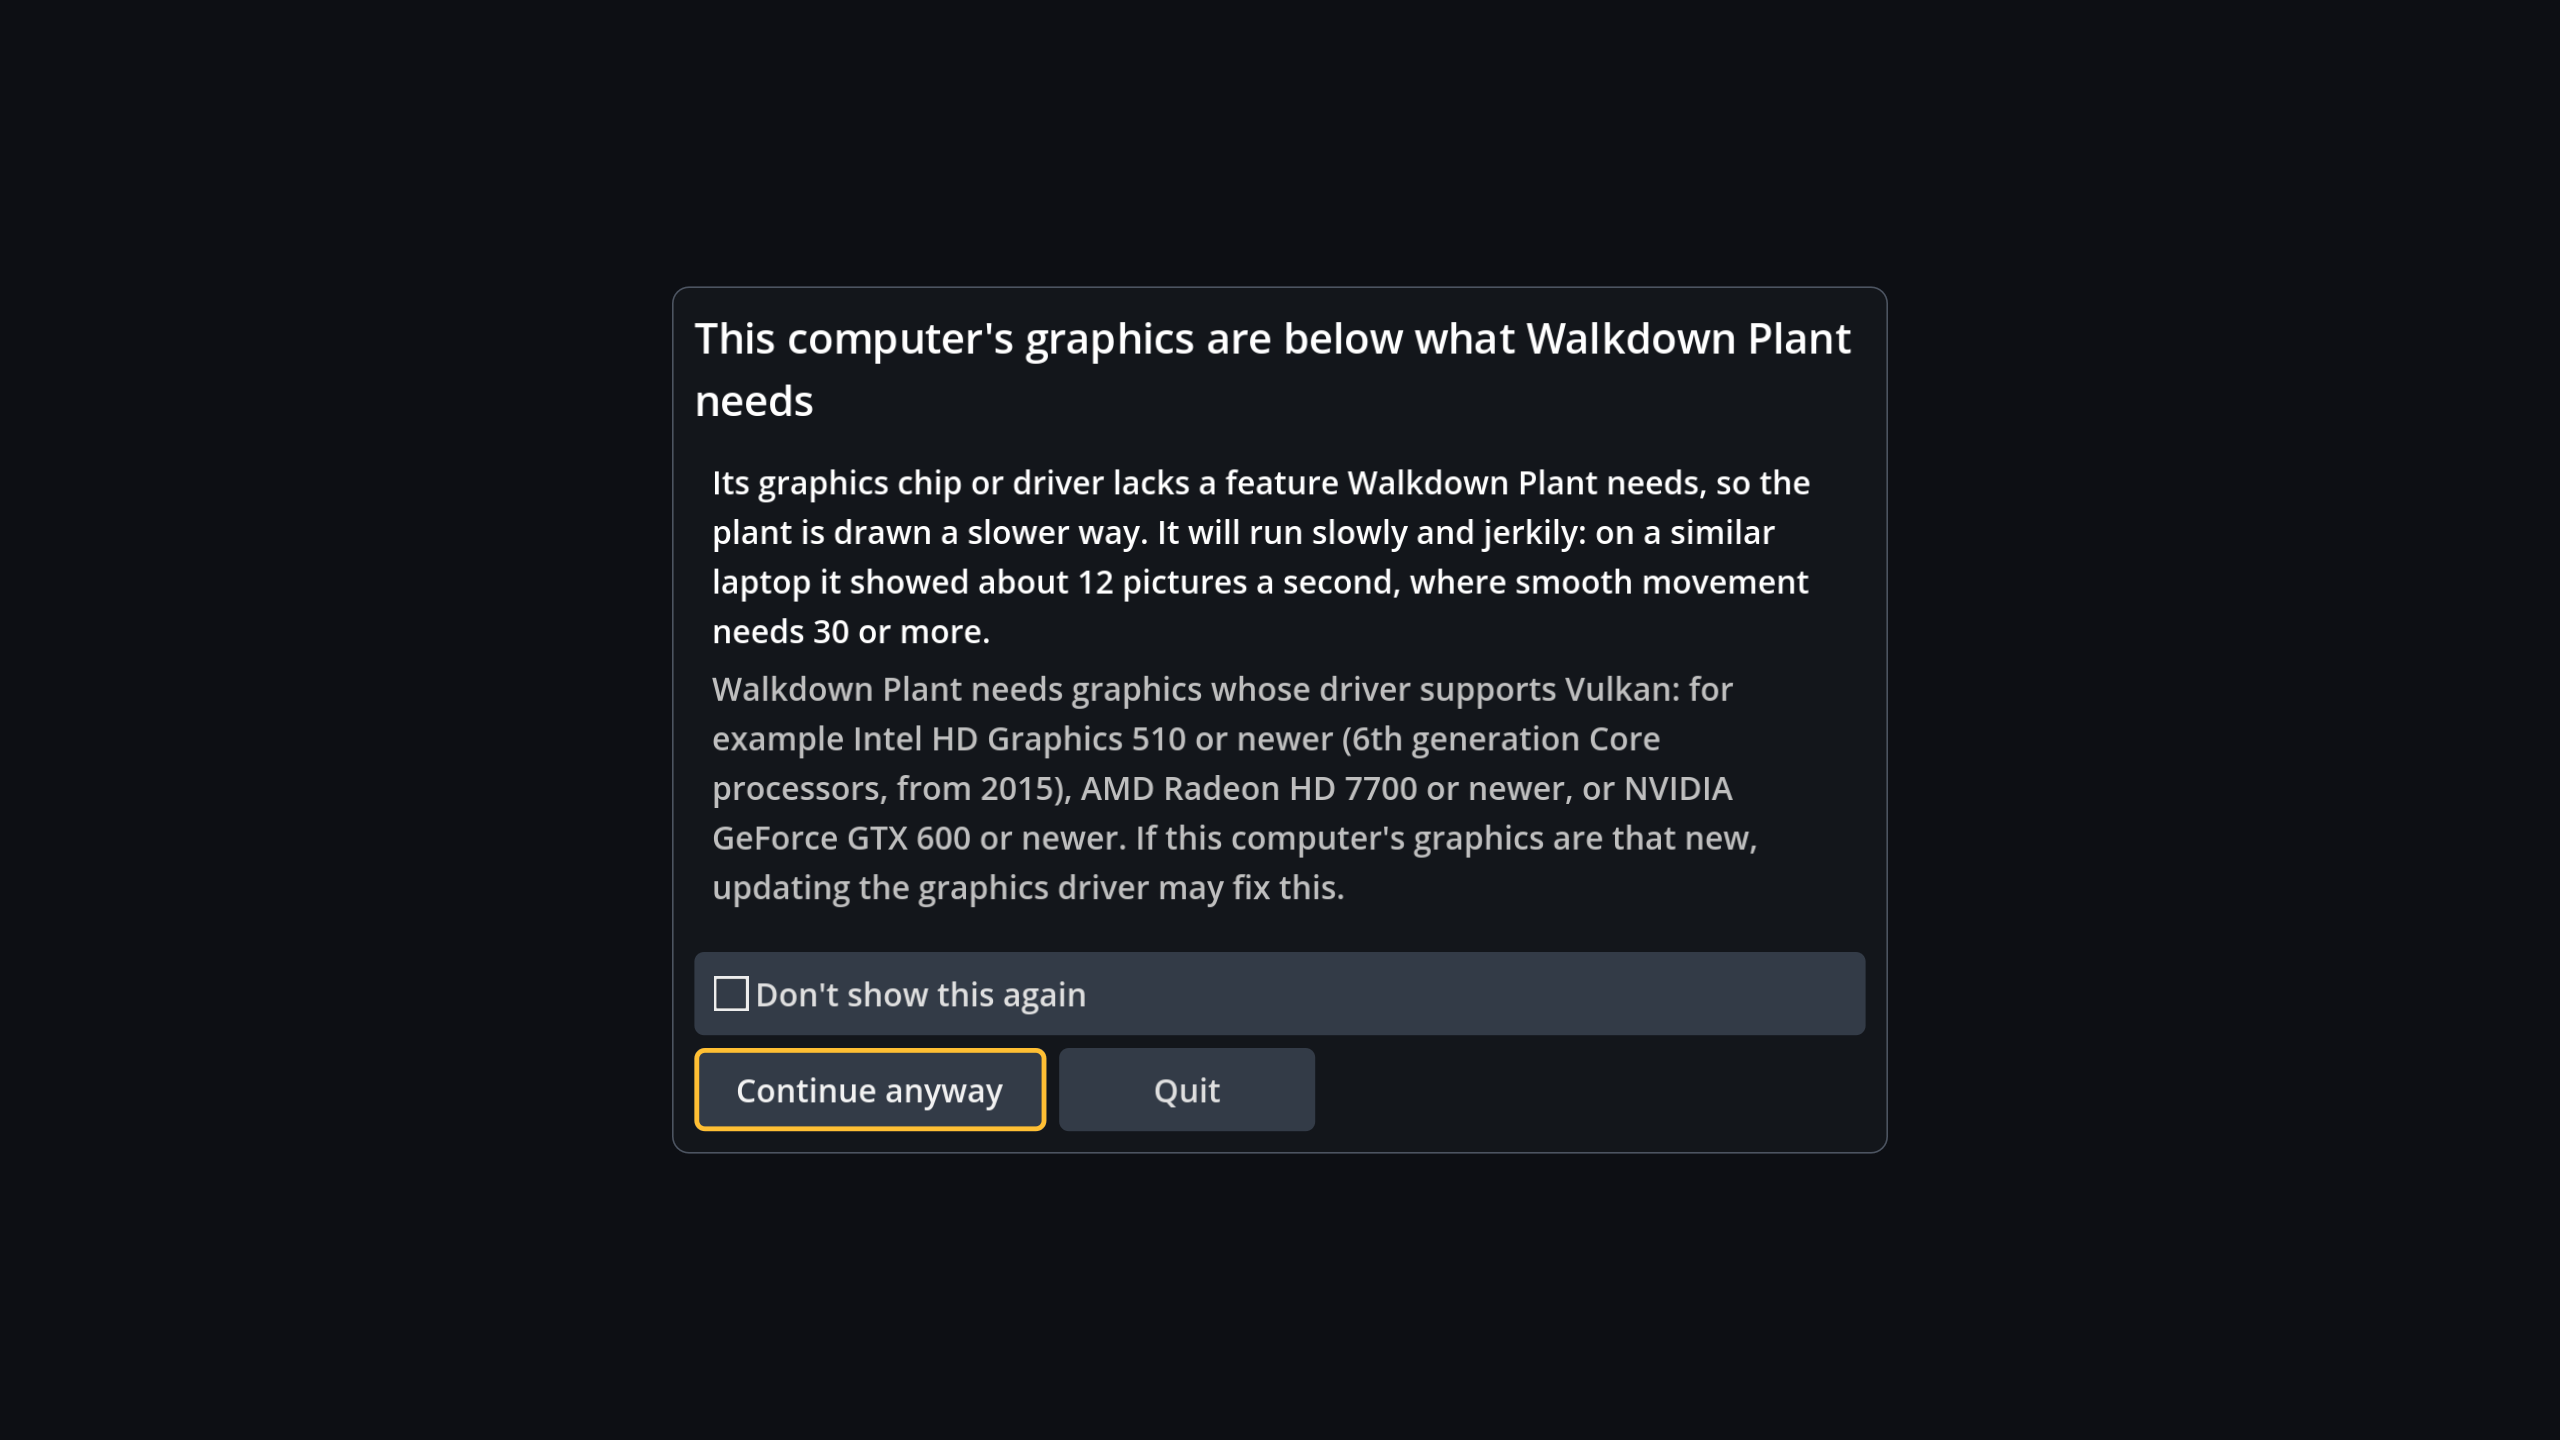 This computer's graphics are below what Walkdown Plant
needs
Its graphics chip or driver lacks a feature Walkdown Plant needs, so the
plant is drawn a slower way. It will run slowly and jerkily: on a similar
laptop it showed about 12 pictures a second, where smooth movement
needs 30 or more.
Walkdown Plant needs graphics whose driver supports Vulkan: for
example Intel HD Graphics 510 or newer (6th generation Core
processors, from 2015), AMD Radeon HD 7700 or newer, or NVIDIA
GeForce GTX 600 or newer. If this computer's graphics are that new,
updating the graphics driver may fix this.
Don't show this again
Continue anyway
Quit